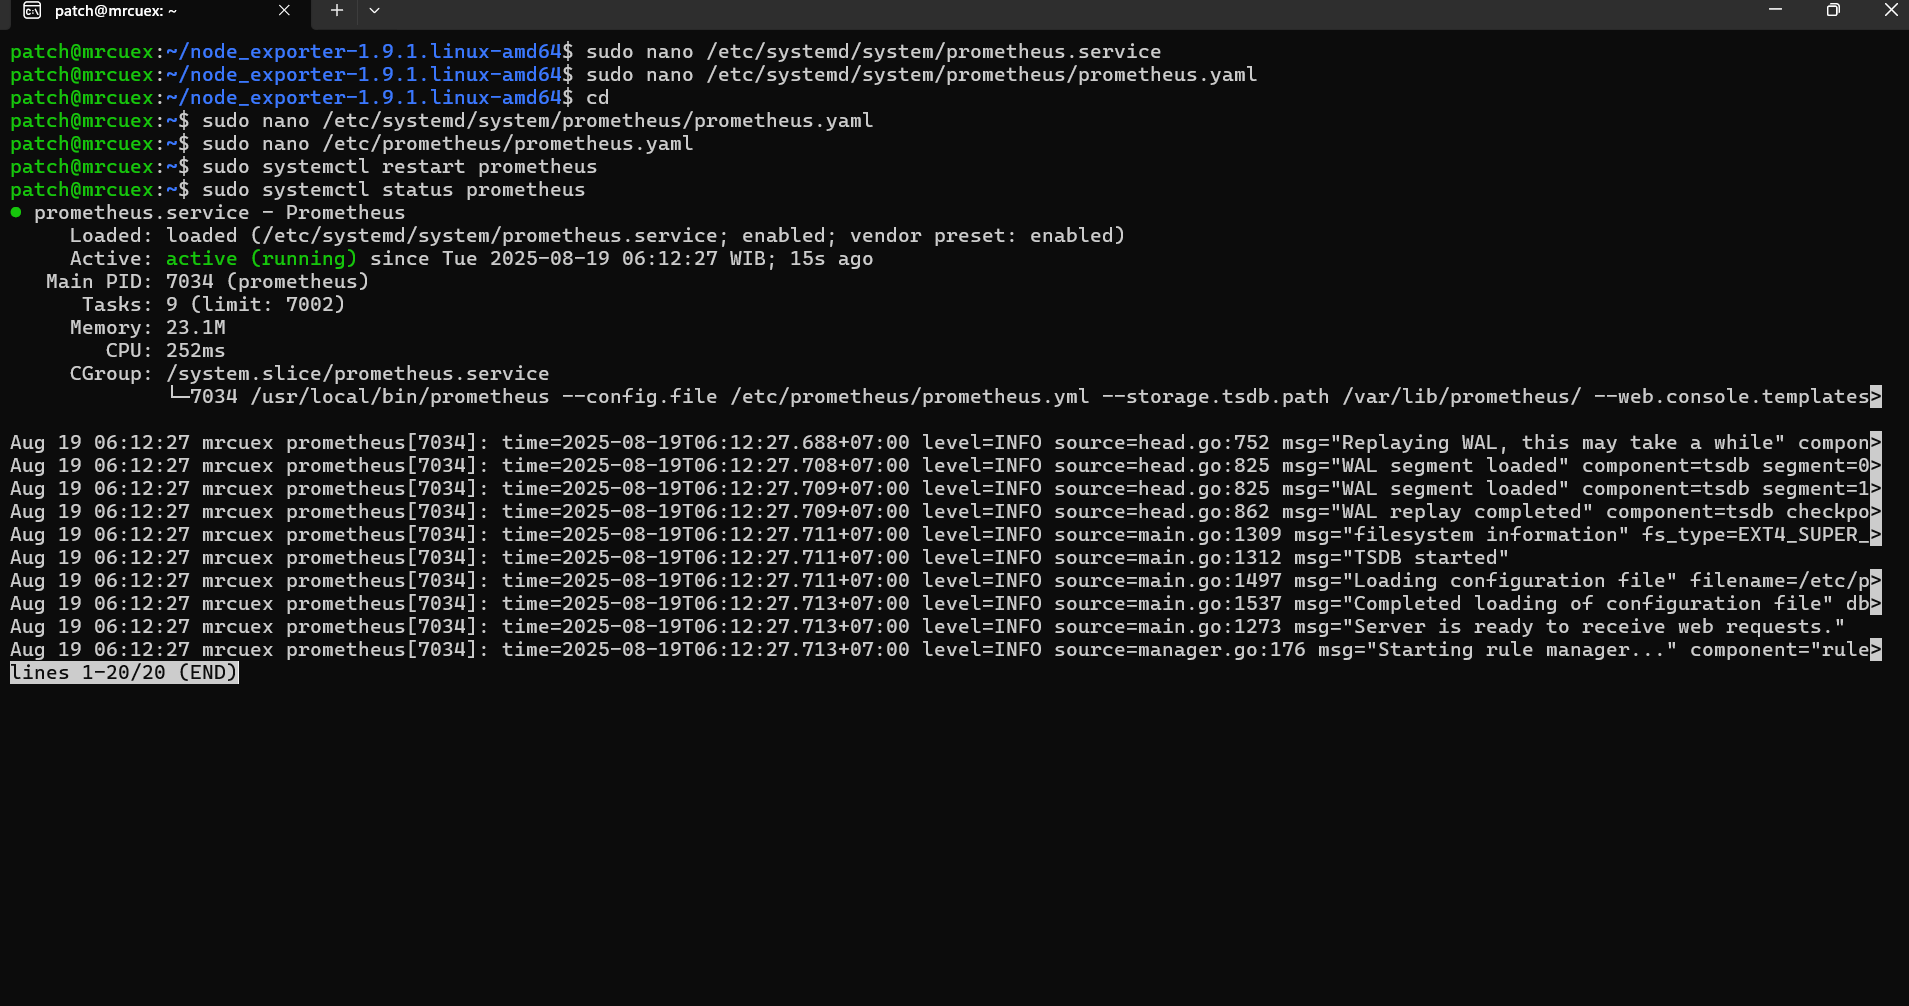 patch@mrcuex: ~
patch@mrcuex:~/node_exporter-1.9.1.linux-amd64$ sudo nano /etc/systemd/system/prometheus.service
patch@mrcuex:~/node_exporter-1.9.1.linux-amd64$ sudo nano /etc/systemd/system/prometheus/prometheus.yaml
patch@mrcuex:~/node_exporter-1.9.1.linux-amd64$ cd
patch@mrcuex:~$ sudo nano /etc/systemd/system/prometheus/prometheus.yaml
patch@mrcuex:~$ sudo nano /etc/prometheus/prometheus.yaml
patch@mrcuex:~$ sudo systemctl restart prometheus
patch@mrcuex:~$ sudo systemctl status prometheus
● prometheus.service - Prometheus
Loaded: loaded (/etc/systemd/system/prometheus.service; enabled; vendor preset: enabled)
Active: active (running) since Tue 2025-08-19 06:12:27 WIB; 15s ago
Main PID: 7034 (prometheus)
Tasks: 9 (limit: 7002)
Memory: 23.1M
CPU: 252ms
CGroup: /system.slice/prometheus.service
└─7034 /usr/local/bin/prometheus --config.file /etc/prometheus/prometheus.yml --storage.tsdb.path /var/lib/prometheus/ --web.console.templates>
Aug 19 06:12:27 mrcuex prometheus[7034]: time=2025-08-19T06:12:27.688+07:00 level=INFO source=head.go:752 msg="Replaying WAL, this may take a while" compon>
Aug 19 06:12:27 mrcuex prometheus[7034]: time=2025-08-19T06:12:27.708+07:00 level=INFO source=head.go:825 msg="WAL segment loaded" component=tsdb segment=0>
Aug 19 06:12:27 mrcuex prometheus[7034]: time=2025-08-19T06:12:27.709+07:00 level=INFO source=head.go:825 msg="WAL segment loaded" component=tsdb segment=1>
Aug 19 06:12:27 mrcuex prometheus[7034]: time=2025-08-19T06:12:27.709+07:00 level=INFO source=head.go:862 msg="WAL replay completed" component=tsdb checkpo>
Aug 19 06:12:27 mrcuex prometheus[7034]: time=2025-08-19T06:12:27.711+07:00 level=INFO source=main.go:1309 msg="filesystem information" fs_type=EXT4_SUPER_>
Aug 19 06:12:27 mrcuex prometheus[7034]: time=2025-08-19T06:12:27.711+07:00 level=INFO source=main.go:1312 msg="TSDB started"
Aug 19 06:12:27 mrcuex prometheus[7034]: time=2025-08-19T06:12:27.711+07:00 level=INFO source=main.go:1497 msg="Loading configuration file" filename=/etc/p>
Aug 19 06:12:27 mrcuex prometheus[7034]: time=2025-08-19T06:12:27.713+07:00 level=INFO source=main.go:1537 msg="Completed loading of configuration file" db>
Aug 19 06:12:27 mrcuex prometheus[7034]: time=2025-08-19T06:12:27.713+07:00 level=INFO source=main.go:1273 msg="Server is ready to receive web requests."
Aug 19 06:12:27 mrcuex prometheus[7034]: time=2025-08-19T06:12:27.713+07:00 level=INFO source=manager.go:176 msg="Starting rule manager..." component="rule>
lines 1-20/20 (END)